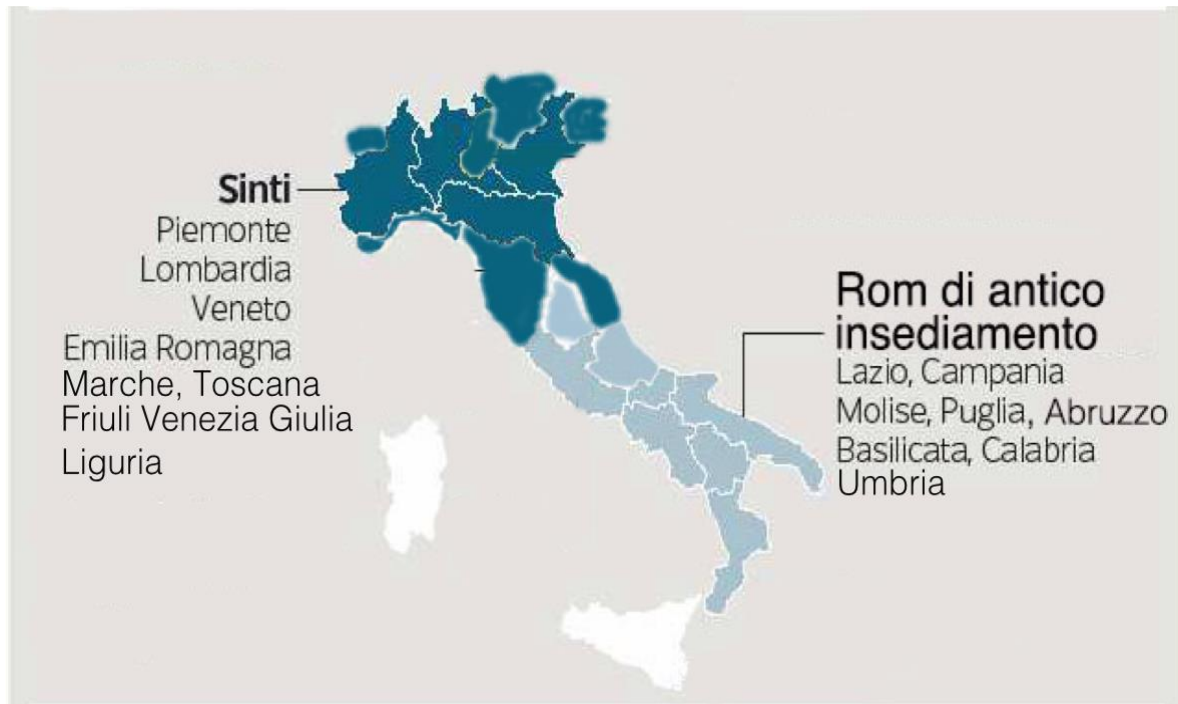 Sinti
Piemonte
Lombardia
Veneto
Emilia Romagna
Marche, Toscana
Friuli Venezia Giulia
Liguria
Rom di antico
insediamento
Lazio, Campania
Molise, Puglia, Abruzzo
Basilicata, Calabria
Umbria